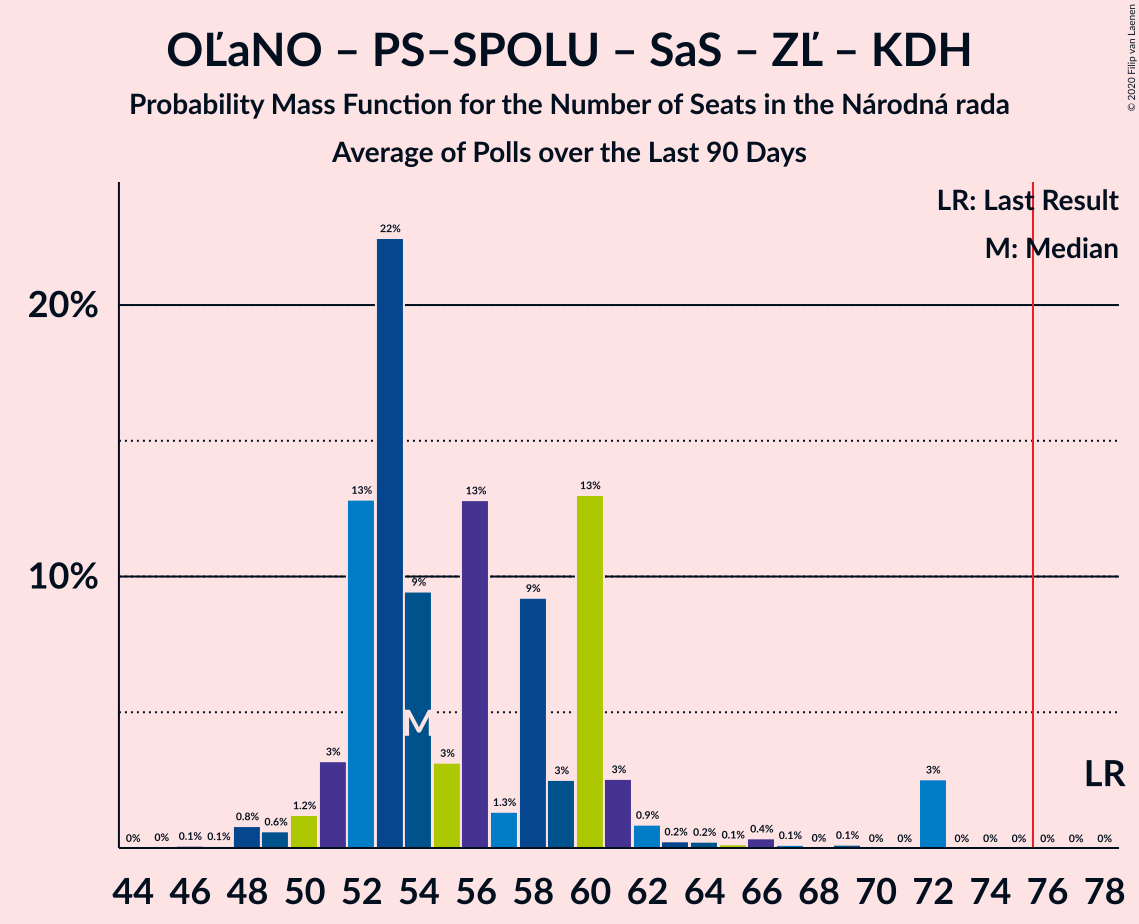 OĽaNO – PS–SPOLU – SaS – ZĽ – KDH
Probability Mass Function for the Number of Seats in the Národná rada
Average of Polls over the Last 90 Days
© 2020 Filip van Laenen
LR: Last Result
M: Median
20%
10%
0% 0% 0.1% 0.1% 0.8% 0.6% 1.2% 3% 13% 22% 9% 3% 13% 1.3% 9% 3% 13% 3% 0.9% 0.2% 0.2% 0.1% 0.4% 0.1% 0% 0.1% 0% 0% 3% 0% 0% 0% 0% 0% 0%
M
LR
44 46 48 50 52 54 56 58 60 62 64 66 68 70 72 74 76 78